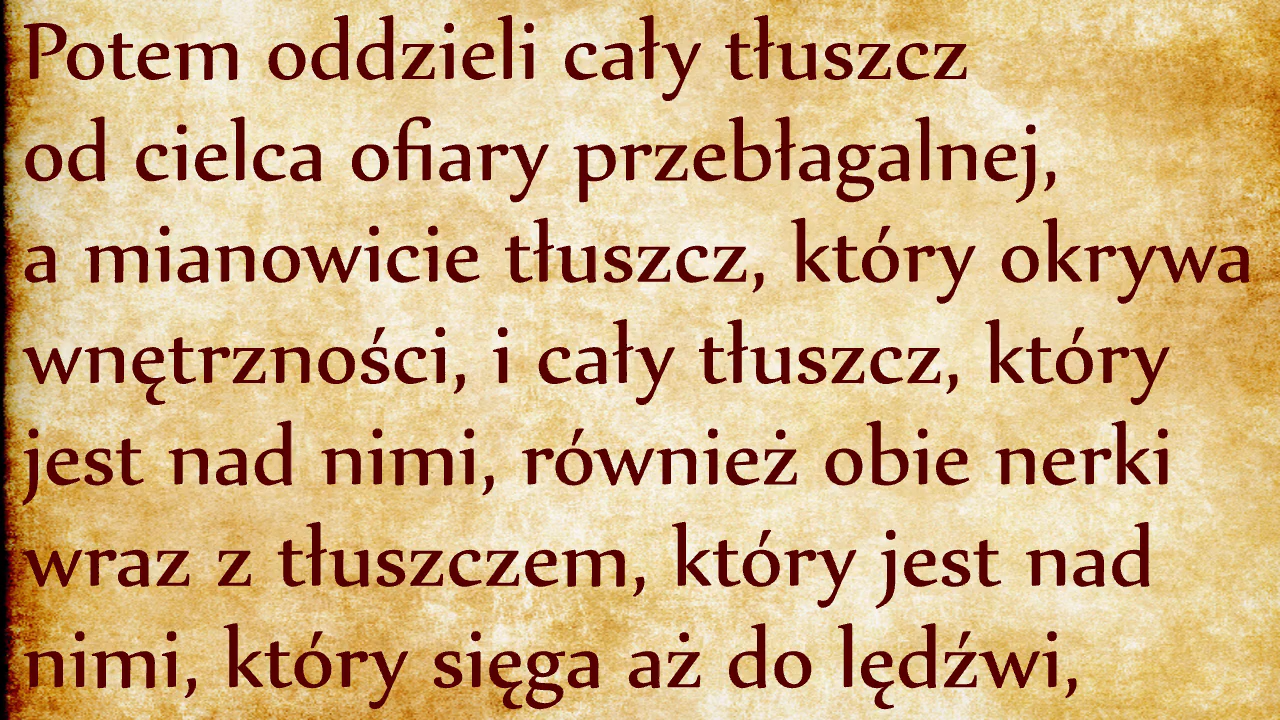 Potem oddzieli cały tłuszcz
od cielca ofiary przebłagalnej,
a mianowicie tłuszcz, który okrywa
wnętrzności, i cały tłuszcz, który
jest nad nimi, również obie nerki
wraz z tłuszczem, który jest nad
nimi, który sięga aż do lędźwi,